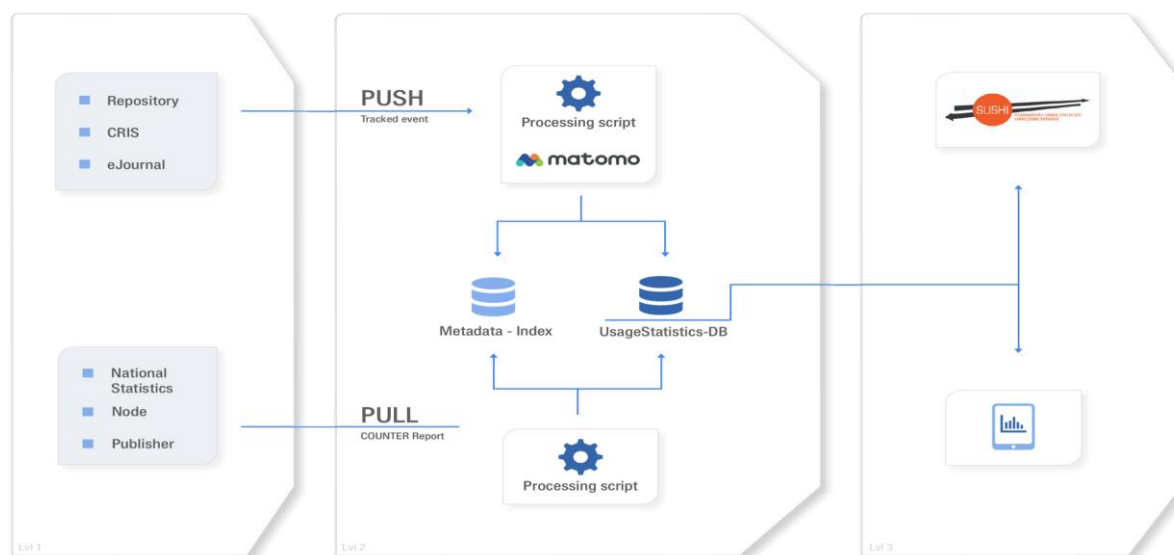 Repository
CRIS
eJournal
PUSH
Tracked event
Processing script
matomo
SUSHI
Metadata - Index
UsageStatistics-DB
National
Statistics
Node
Publisher
PULL
COUNTER Report
Processing script
Lvl 1
Lvl 2
Lvl 3